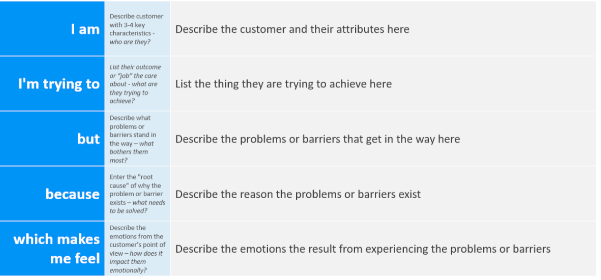 I am
Describe customer
with 3-4 key
characteristics -
who are they?
Describe the customer and their attributes here
I'm trying to
List their outcome
or "job" the care
about - what are
they trying to
achieve?
List the thing they are trying to achieve here
but
Describe what
problems or
barriers stand in
the way – what
bothers them
most?
Describe the problems or barriers that get in the way here
because
Enter the "root
cause" of why the
problem or barrier
exists – what needs
to be solved?
Describe the reason the problems or barriers exist
which makes
me feel
Describe the
emotions from the
customer's point of
view – how does it
impact them
emotionally?
Describe the emotions the result from experiencing the problems or barriers